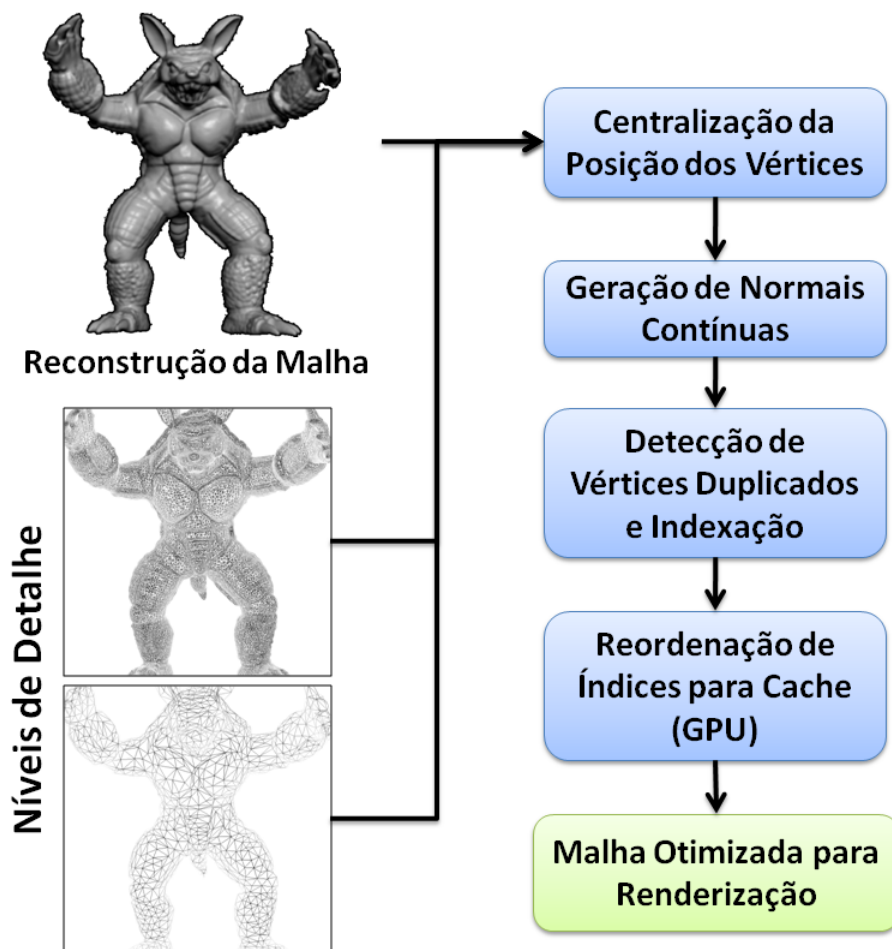 Reconstrução da Malha
Níveis de Detalhe
Centralização da
Posição dos Vértices
Geração de Normais
Contínuas
Detecção de
Vértices Duplicados
e Indexação
Reordenação de
Índices para Cache
(GPU)
Malha Otimizada para
Renderização